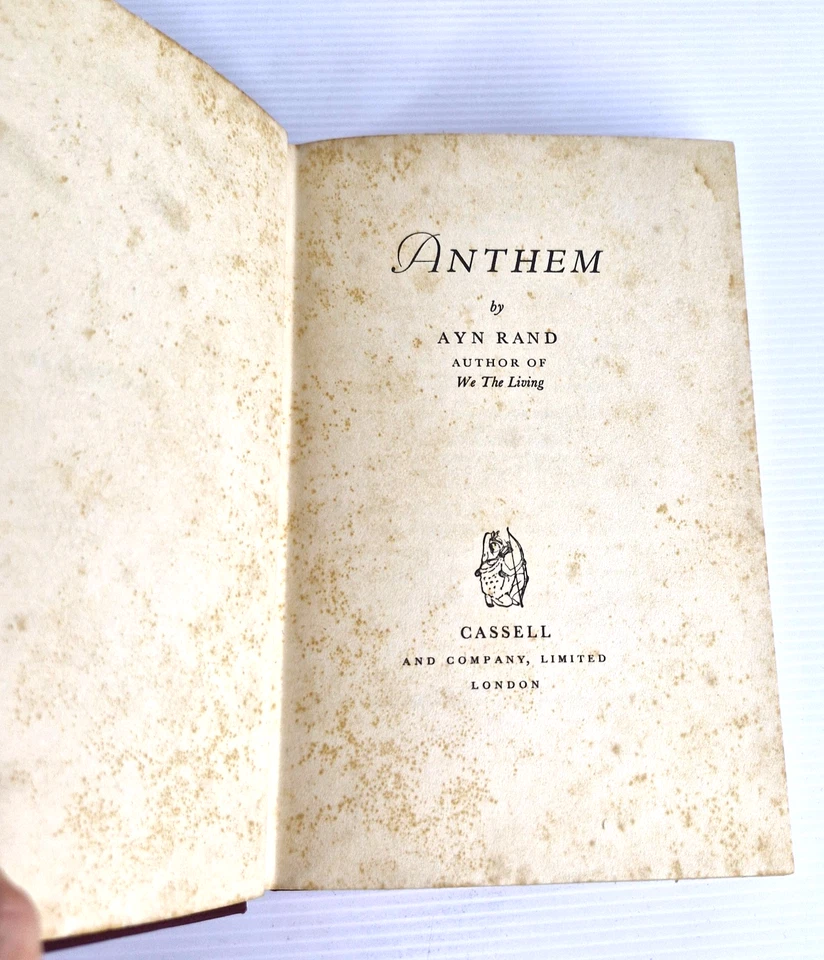 ANTHEM
by
AYN RAND
AUTHOR OF
We The Living
CASSELL
AND COMPANY, LIMITED
LONDON